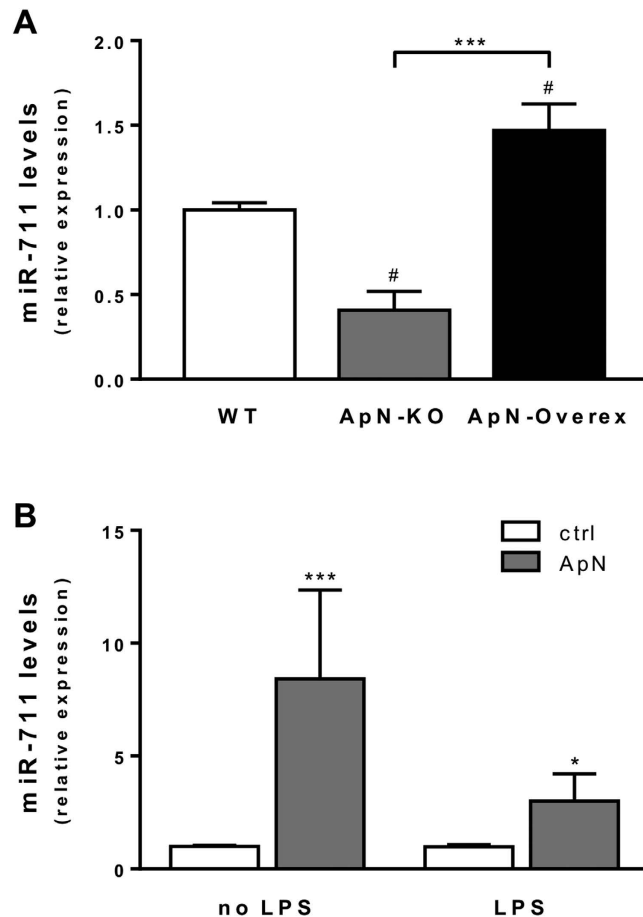 A
miR-711 levels
(relative expression)
2.0
1.5
1.0
0.5
0.0
***
#
#
WT ApN-KO ApN-Overex
B
miR-711 levels
(relative expression)
15
10
5
0
ctrl
ApN
***
*
no LPS LPS